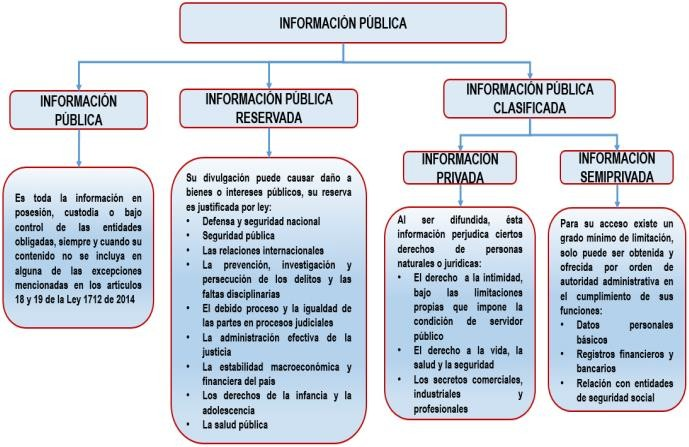 INFORMACIÓN PÚBLICA
INFORMACIÓN
PÚBLICA
Es toda la información en
posesión, custodia o bajo
control de las entidades
obligadas, siempre y cuando su
contenido no se incluya en
alguna de las excepciones
mencionadas en los artículos
18 y 19 de la Ley 1712 de 2014
INFORMACIÓN PÚBLICA
RESERVADA
Su divulgación puede causar daño a
bienes o intereses públicos, su reserva
es justificada por ley:
• Defensa y seguridad nacional
• Seguridad pública
• Las relaciones internacionales
• La prevención, investigación y
persecución de los delitos y las
faltas disciplinarias
• El debido proceso y la igualdad de
las partes en procesos judiciales
• La administración efectiva de la
justicia
• La estabilidad macroeconómica y
financiera del país
• Los derechos de la infancia y la
adolescencia
• La salud pública
INFORMACIÓN PÚBLICA
CLASIFICADA
INFORMACIÓN
PRIVADA
Al ser difundida, ésta
información perjudica ciertos
derechos de personas
naturales o jurídicas:
• El derecho a la intimidad,
bajo las limitaciones
propias que impone la
condición de servidor
público
• El derecho a la vida, la
salud y la seguridad
• Los secretos comerciales,
industriales y
profesionales
INFORMACIÓN
SEMIPRIVADA
Para su acceso existe un
grado mínimo de limitación,
solo puede ser obtenida y
ofrecida por orden de
autoridad administrativa en
el cumplimiento de sus
funciones:
• Datos personales
básicos
• Registros financieros y
bancarios
• Relación con entidades
de seguridad social